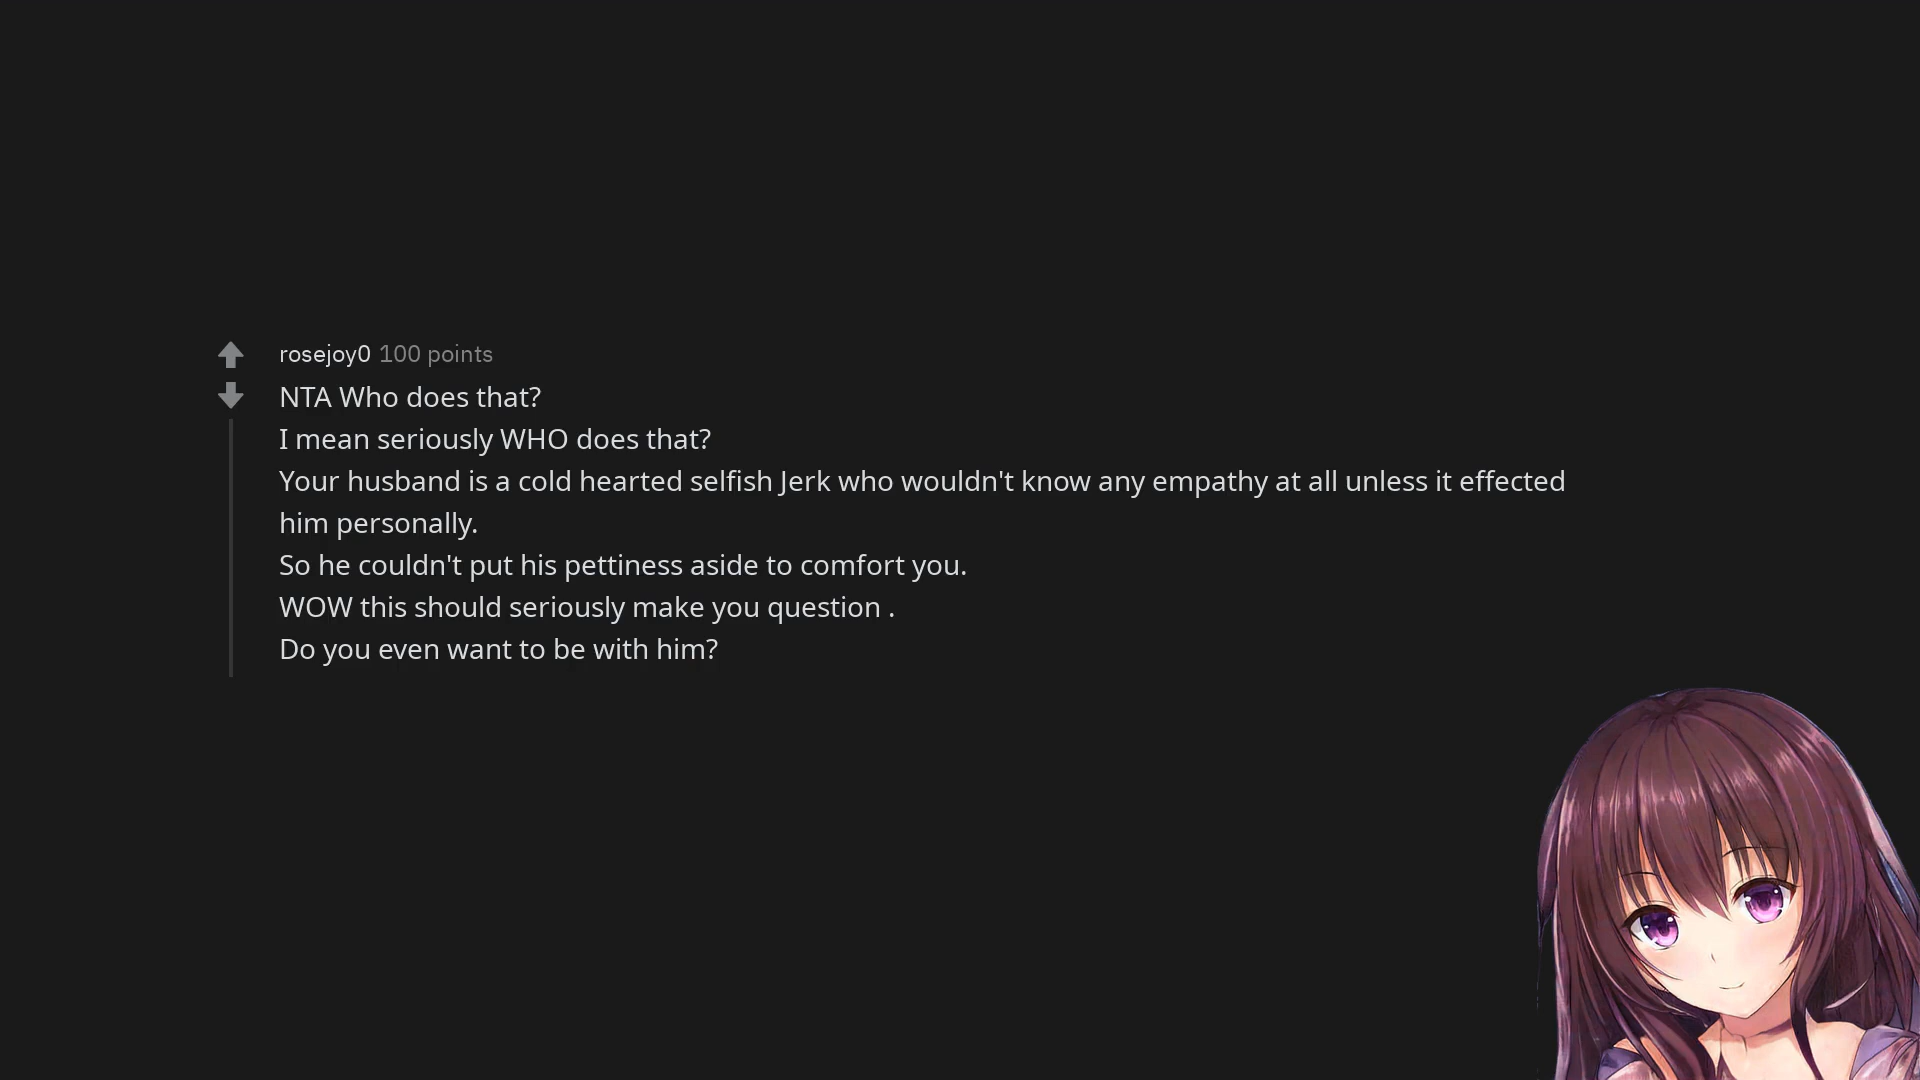 rosejoy0 100 points
NTA Who does that?
I mean seriously WHO does that?
Your husband is a cold hearted selfish Jerk who wouldn't know any empathy at all unless it effected
him personally.
So he couldn't put his pettiness aside to comfort you.
WOW this should seriously make you question .
Do you even want to be with him?